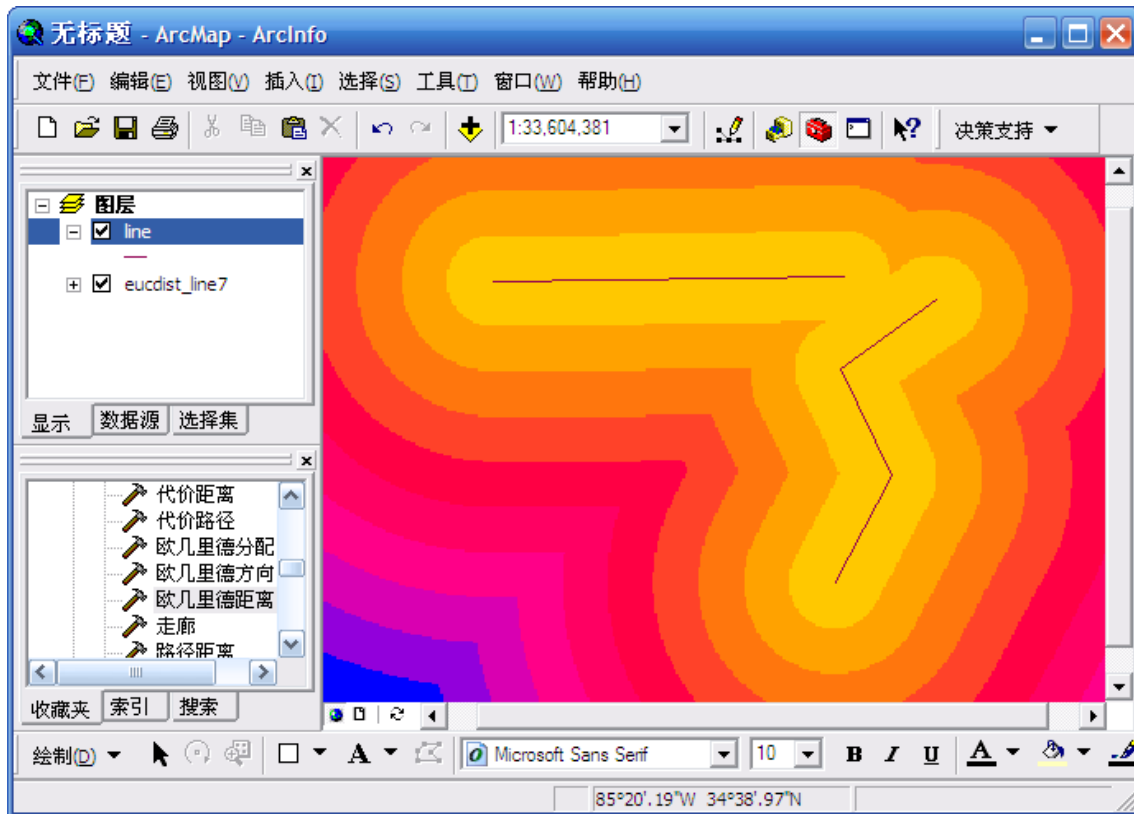 无标题 - ArcMap - ArcInfo
文件(F) 编辑(E) 视图(V) 插入(I) 选择(S) 工具(T) 窗口(W) 帮助(H)
1:33,604,381 决策支持
图层
line
eucdist_line7
显示 数据源 选择集
代价距离
代价路径
欧几里德分配
欧几里德方向
欧几里德距离
走廊
路径距离
收藏夹 索引 搜索
绘制(D) A Microsoft Sans Serif 10 B I U A
85°20'.19"W 34°38'.97"N